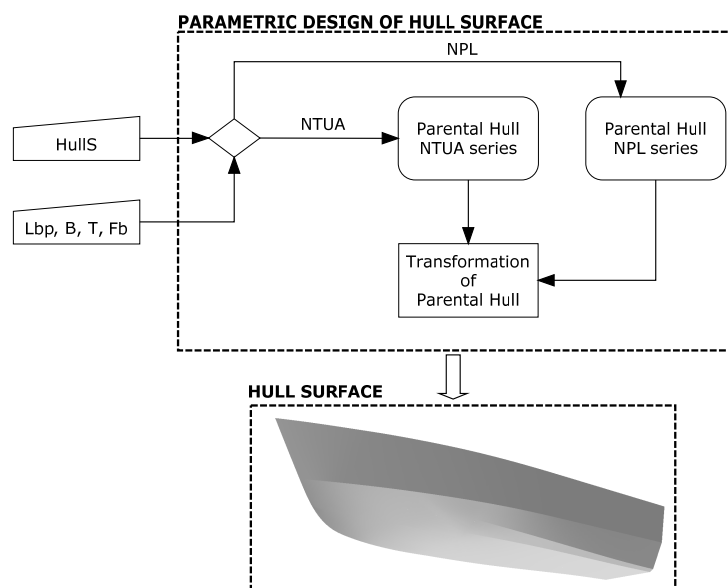 PARAMETRIC DESIGN OF HULL SURFACE
NPL
HullS
NTUA
Parental Hull
NTUA series
Parental Hull
NPL series
Lbp, B, T, Fb
Transformation
of
Parental Hull
HULL SURFACE